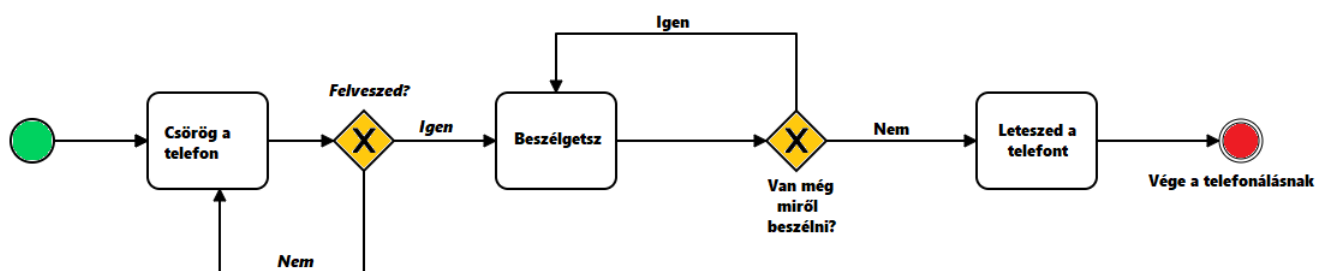 Igen
Felveszed?
Csörög a
telefon
Igen
Beszélgetsz
Nem
Van még
miről
beszélni?
Leteszed a
telefont
Vége a telefonálásnak
Nem